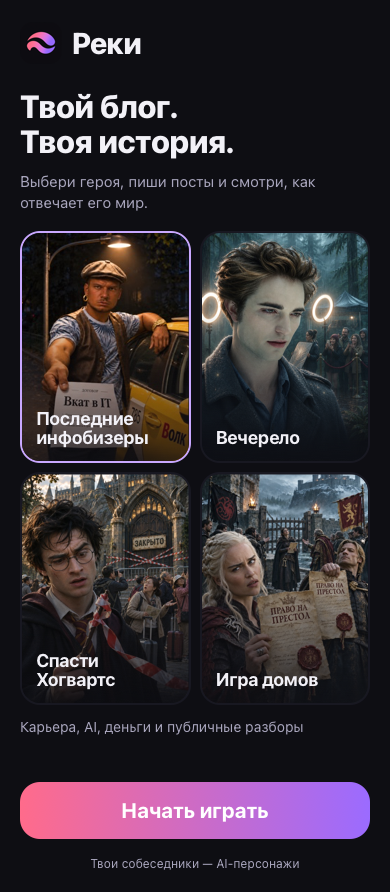 Реки
Твой блог.
Твоя история.
Выбери героя, пиши посты и смотри, как
отвечает его мир.
Вкат в IT
Волк
Последние
инфобизеры
Вечерело
ЗАКРЫТО
Спасти
Хогвартс
ПРАВО НА
ПРЕСТОЛ
ПРАВО НА
ПРЕСТОЛ
Игра домов
Карьера, AI, деньги и публичные разборы
Начать играть
Твои собеседники — AI-персонажи